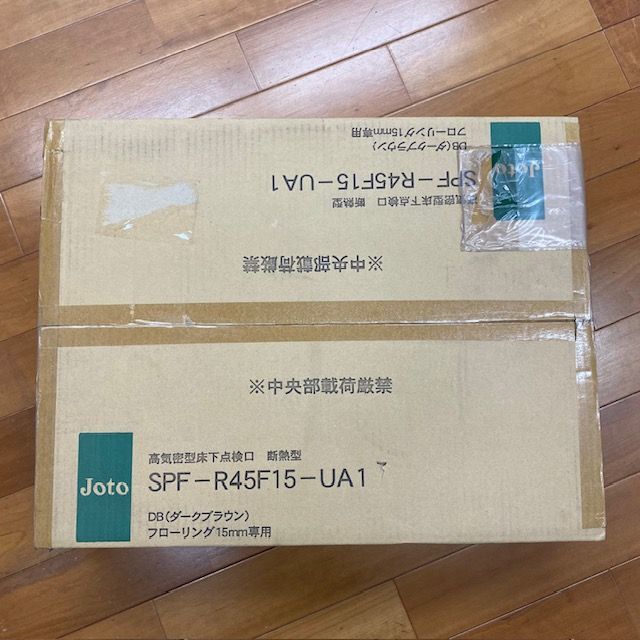 DB(ダークブラウン)
フローリング15mm専用
Joto
SPF-R45F15-UA1
高気密型床下点検口 断熱型
※中央部載荷厳禁
※中央部載荷厳禁
高気密型床下点検口 断熱型
Joto
SPF-R45F15-UA1
DB(ダークブラウン)
フローリング15mm専用